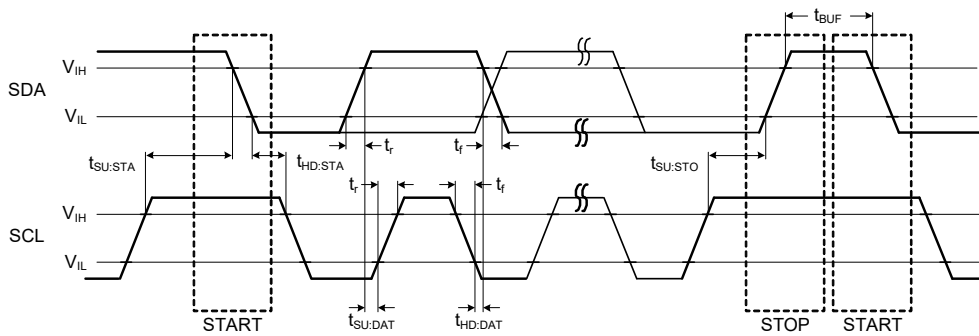 t_BUF
V_IH
SDA
V_IL
t_SU:STA
t_HD:STA
t_r
t_f
t_SU:STO
t_r
t_f
V_IH
SCL
V_IL
START
t_SU:DAT
t_HD:DAT
STOP
START